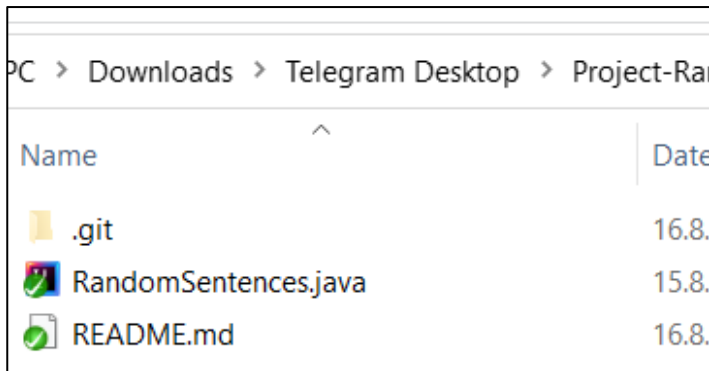 PC > Downloads > Telegram Desktop > Project-Ra
Name Date
.git 16.8.
RandomSentences.java 15.8.
README.md 16.8.